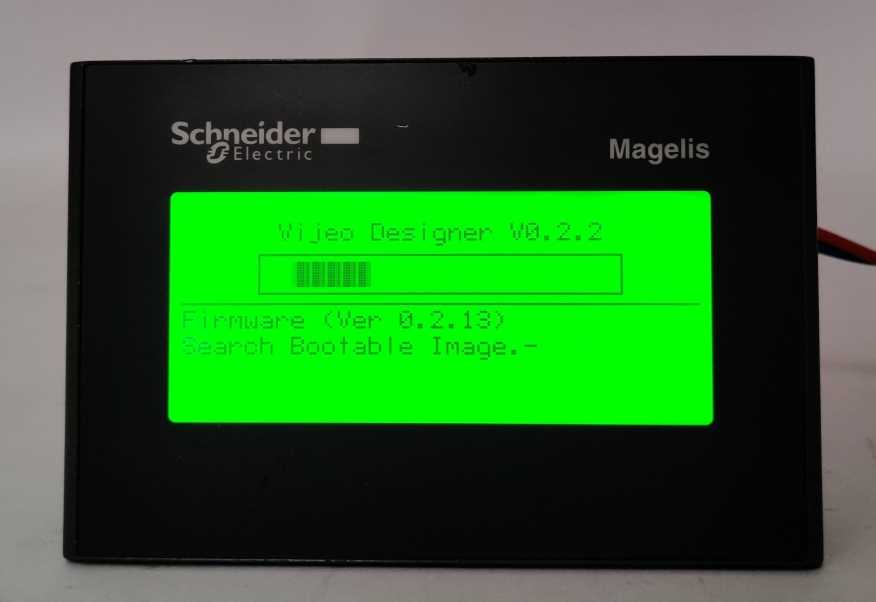 Schneider
Electric
Magelis
Vijeo Designer V0.2.2
Firmware (Ver 0.2.13)
Search Bootable Image.-